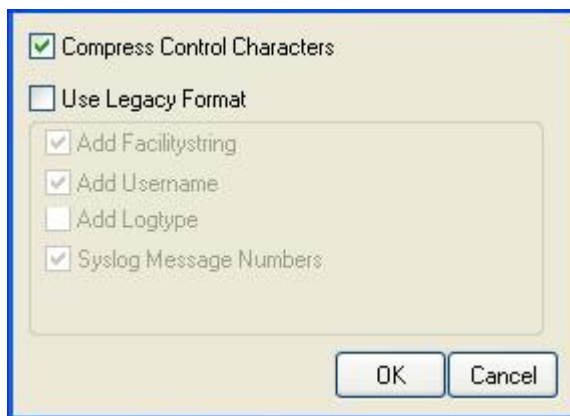 Compress Control Characters
Use Legacy Format
Add Facilitystring
Add Username
Add Logtype
Syslog Message Numbers
OK Cancel